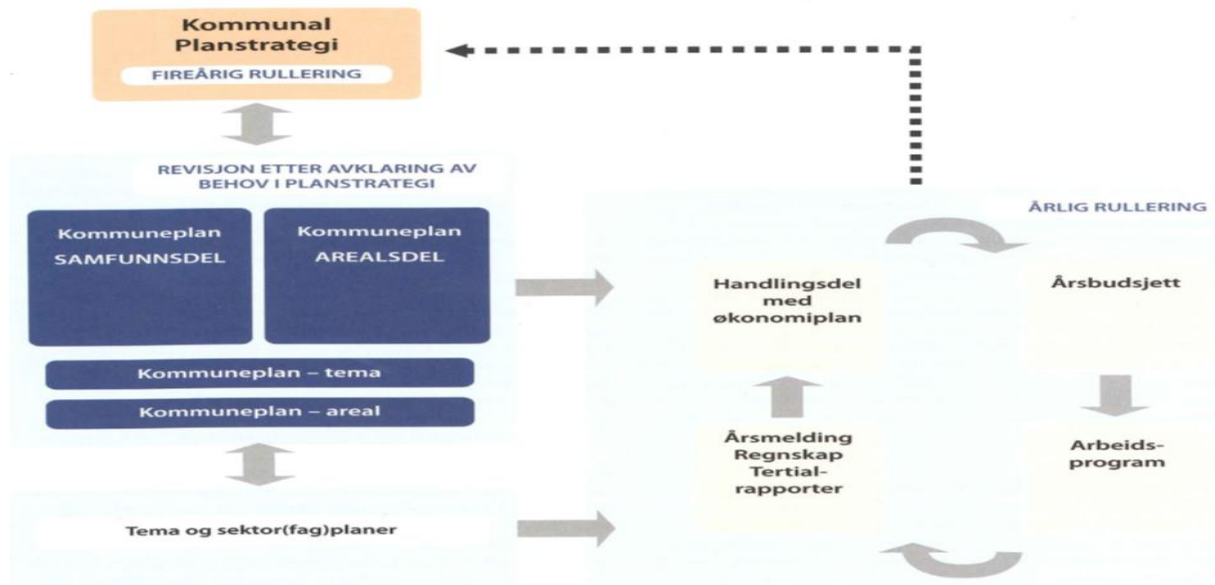 Kommunal
Planstrategi
FIREÅRIG RULLERING
REVISJON ETTER AVKLARING AV
BEHOV I PLANSTRATEGI
Kommuneplan
SAMFUNNSDEL
Kommuneplan
AREALSDEL
Kommuneplan – tema
Kommuneplan – areal
Tema og sektor(fag)planer
ÅRLIG RULLERING
Handlingsdel
med
økonomiplan
Årsbudsjett
Årsmelding
Regnskap
Tertial-
rapporter
Arbeids-
program